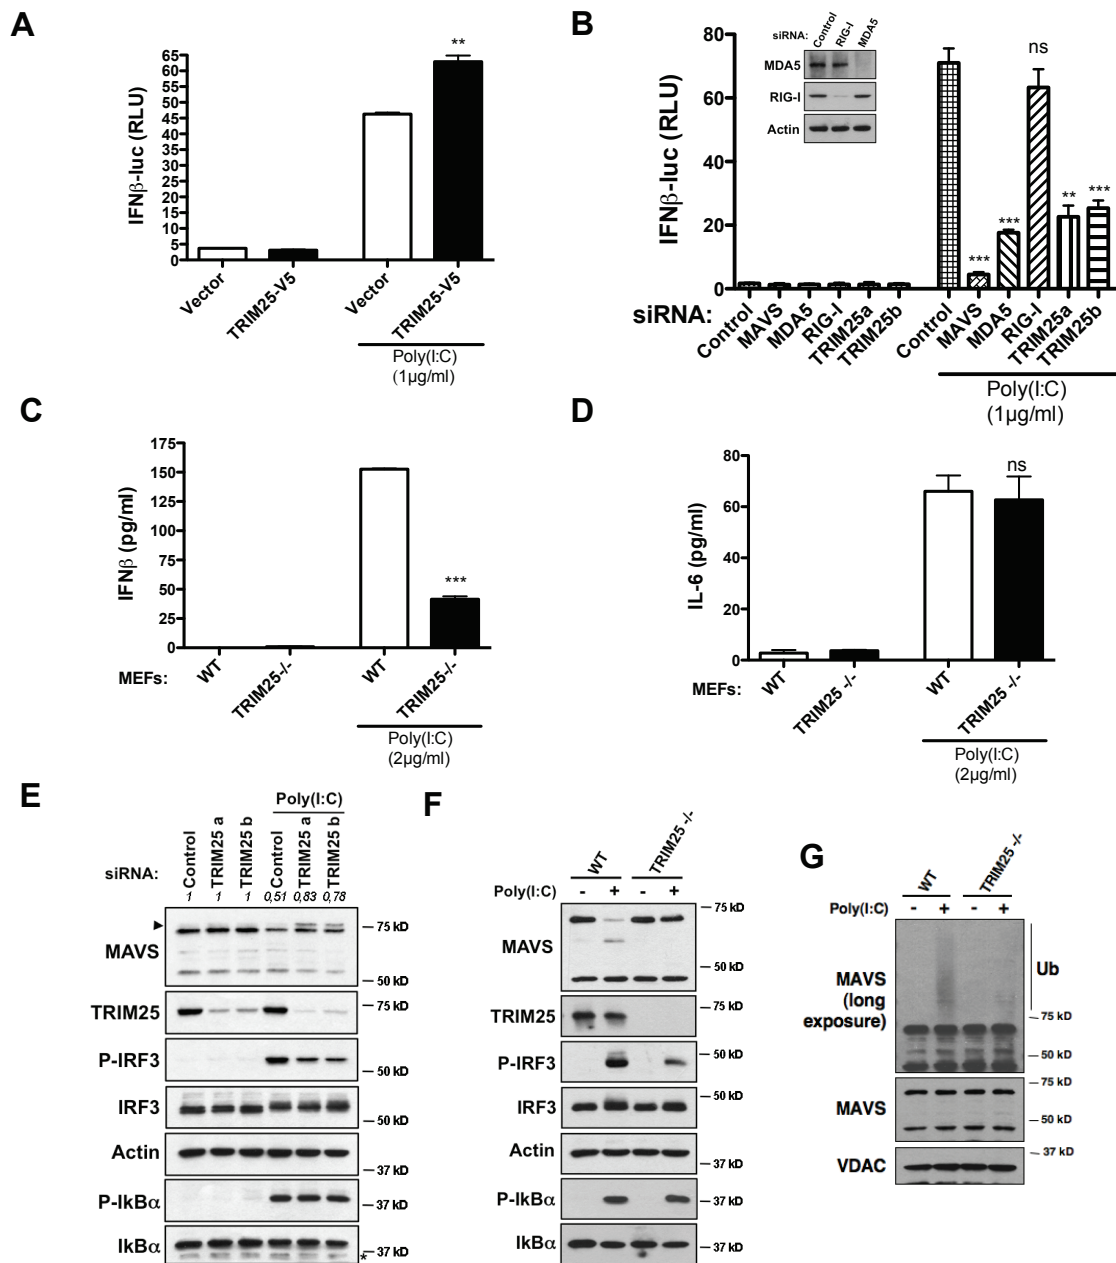 A
IFNβ-luc (RLU)
65
60
55
50
45
40
35
30
25
20
15
10
5
0
**
Vector
TRIM25-V5
Vector
TRIM25-V5
Poly(I:C)
(1µg/ml)
B
IFNβ-luc (RLU)
80
60
40
20
0
siRNA:
Control
RIG-I
MDA5
MDA5
RIG-I
Actin
***
***
ns
**
***
siRNA:
Control
MAVS
MDA5
RIG-I
TRIM25a
TRIM25b
Control
MAVS
MDA5
RIG-I
TRIM25a
TRIM25b
Poly(I:C)
(1µg/ml)
C
IFNβ (pg/ml)
175
150
125
100
75
50
25
0
***
MEFs:
WT
TRIM25-/-
WT
TRIM25-/-
Poly(I:C)
(2µg/ml)
D
IL-6 (pg/ml)
80
60
40
20
0
ns
MEFs:
WT
TRIM25 -/-
WT
TRIM25 -/-
Poly(I:C)
(2µg/ml)
E
Poly(I:C)
siRNA:
Control
TRIM25 a
TRIM25 b
Control
TRIM25 a
TRIM25 b
1 1 1 0,51 0,83 0,78
MAVS
75 kD
50 kD
TRIM25
75 kD
P-IRF3
50 kD
IRF3
50 kD
Actin
37 kD
P-IkBα
37 kD
IkBα
37 kD
*
F
WT
TRIM25 -/-
Poly(I:C) - + - +
MAVS
75 kD
50 kD
TRIM25
75 kD
P-IRF3
50 kD
IRF3
50 kD
Actin
37 kD
P-IkBα
37 kD
IkBα
37 kD
G
WT
TRIM25 -/-
Poly(I:C) - + - +
MAVS
(long
exposure)
Ub
75 kD
50 kD
MAVS
75 kD
50 kD
VDAC
37 kD